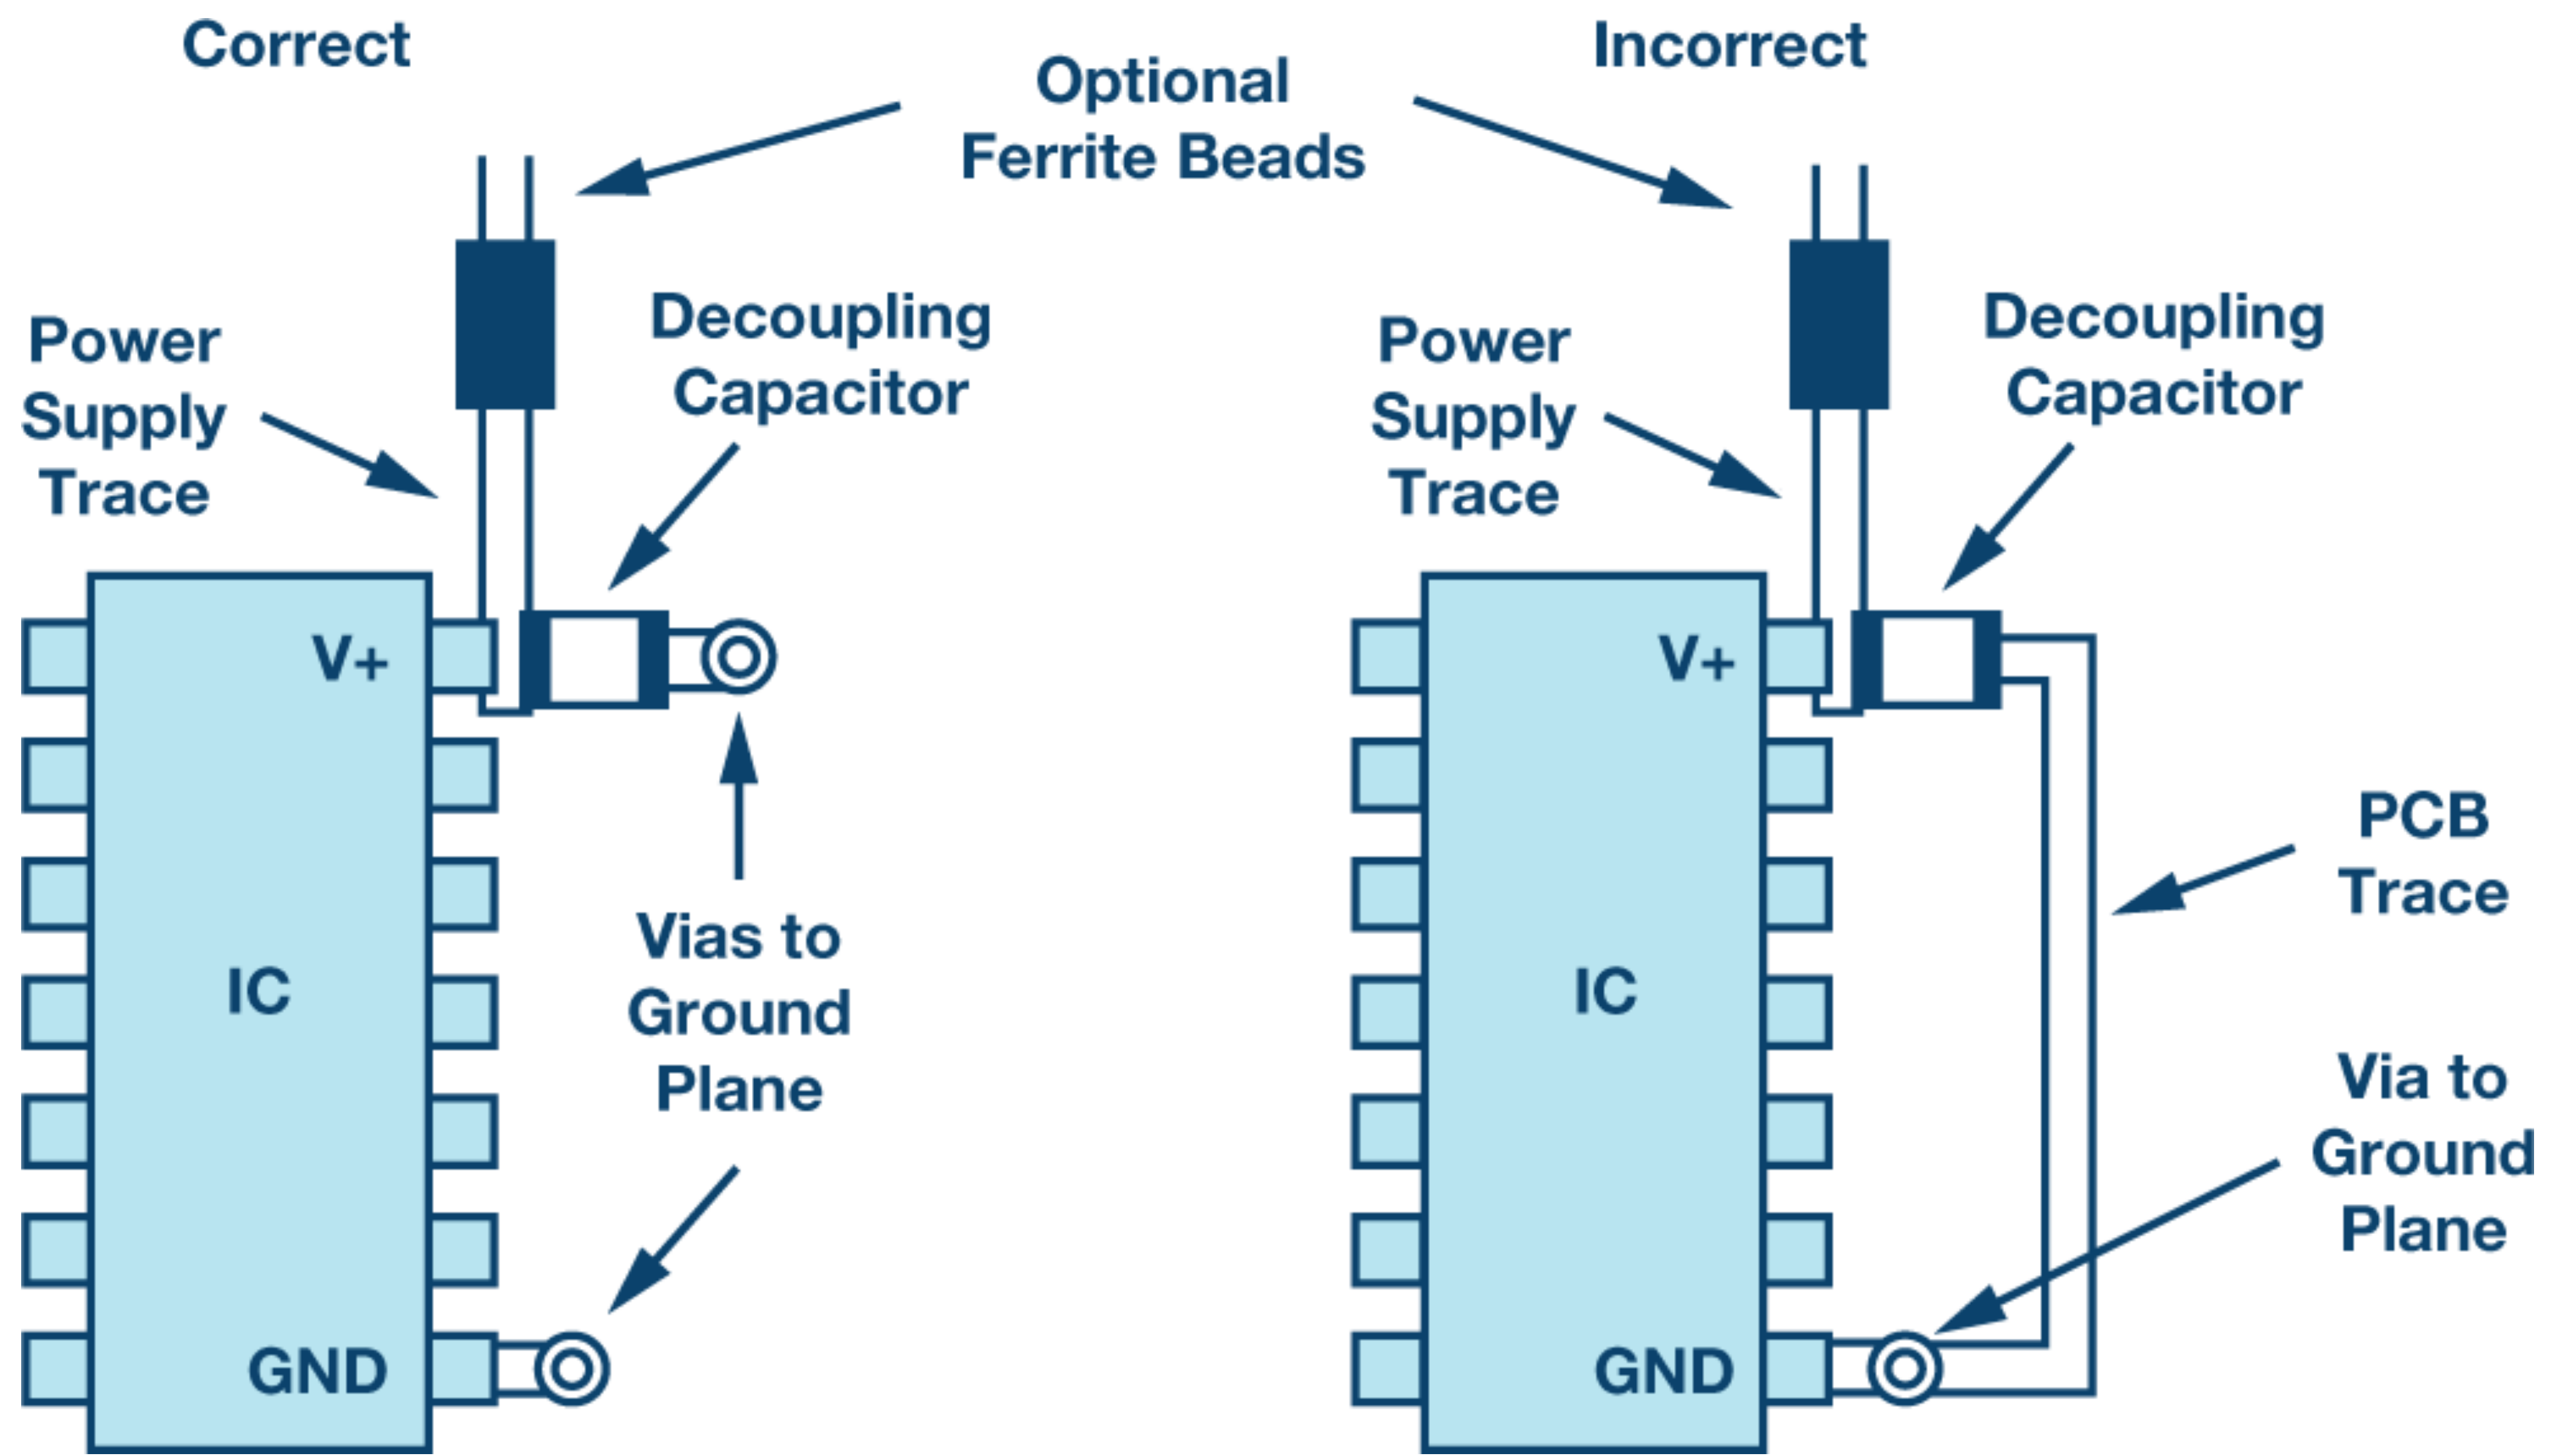 Correct
Optional
Ferrite Beads
Incorrect
Power
Supply
Trace
Decoupling
Capacitor
V+
IC
GND
Vias to
Ground
Plane
Power
Supply
Trace
Decoupling
Capacitor
V+
IC
GND
PCB
Trace
Via to
Ground
Plane